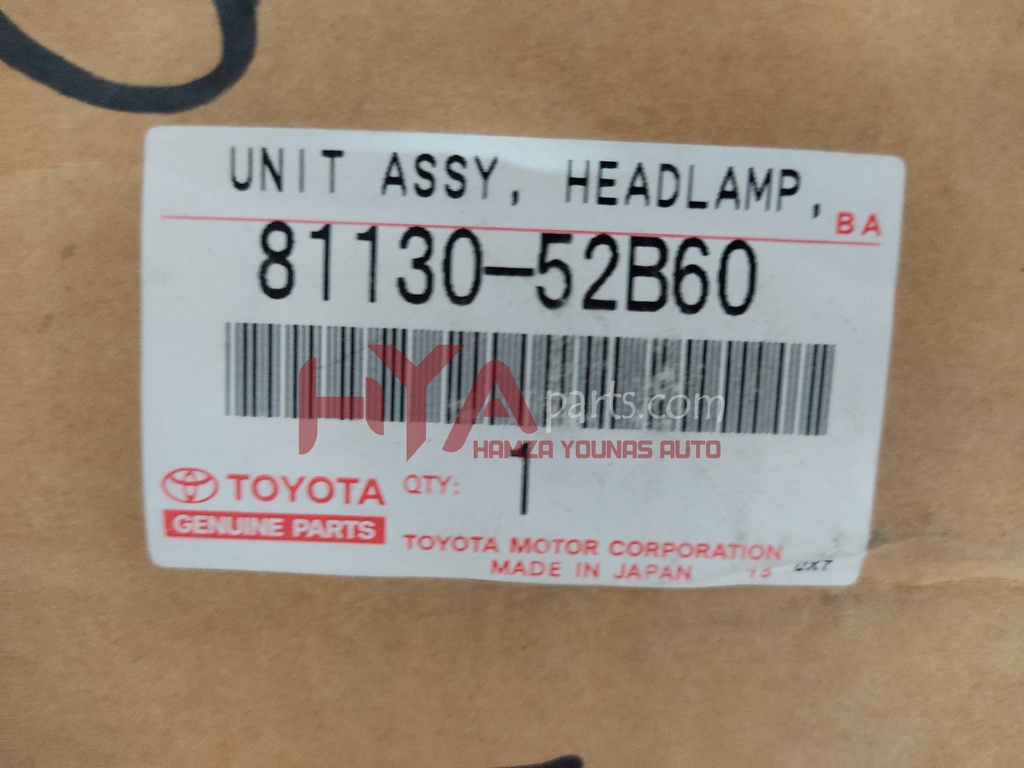 UNIT ASSY, HEADLAMP,
BA
81130-52B60
HYA parts.com
HAMZA YOUNAS AUTO
TOYOTA QTY: 1
GENUINE PARTS
TOYOTA MOTOR CORPORATION
MADE IN JAPAN